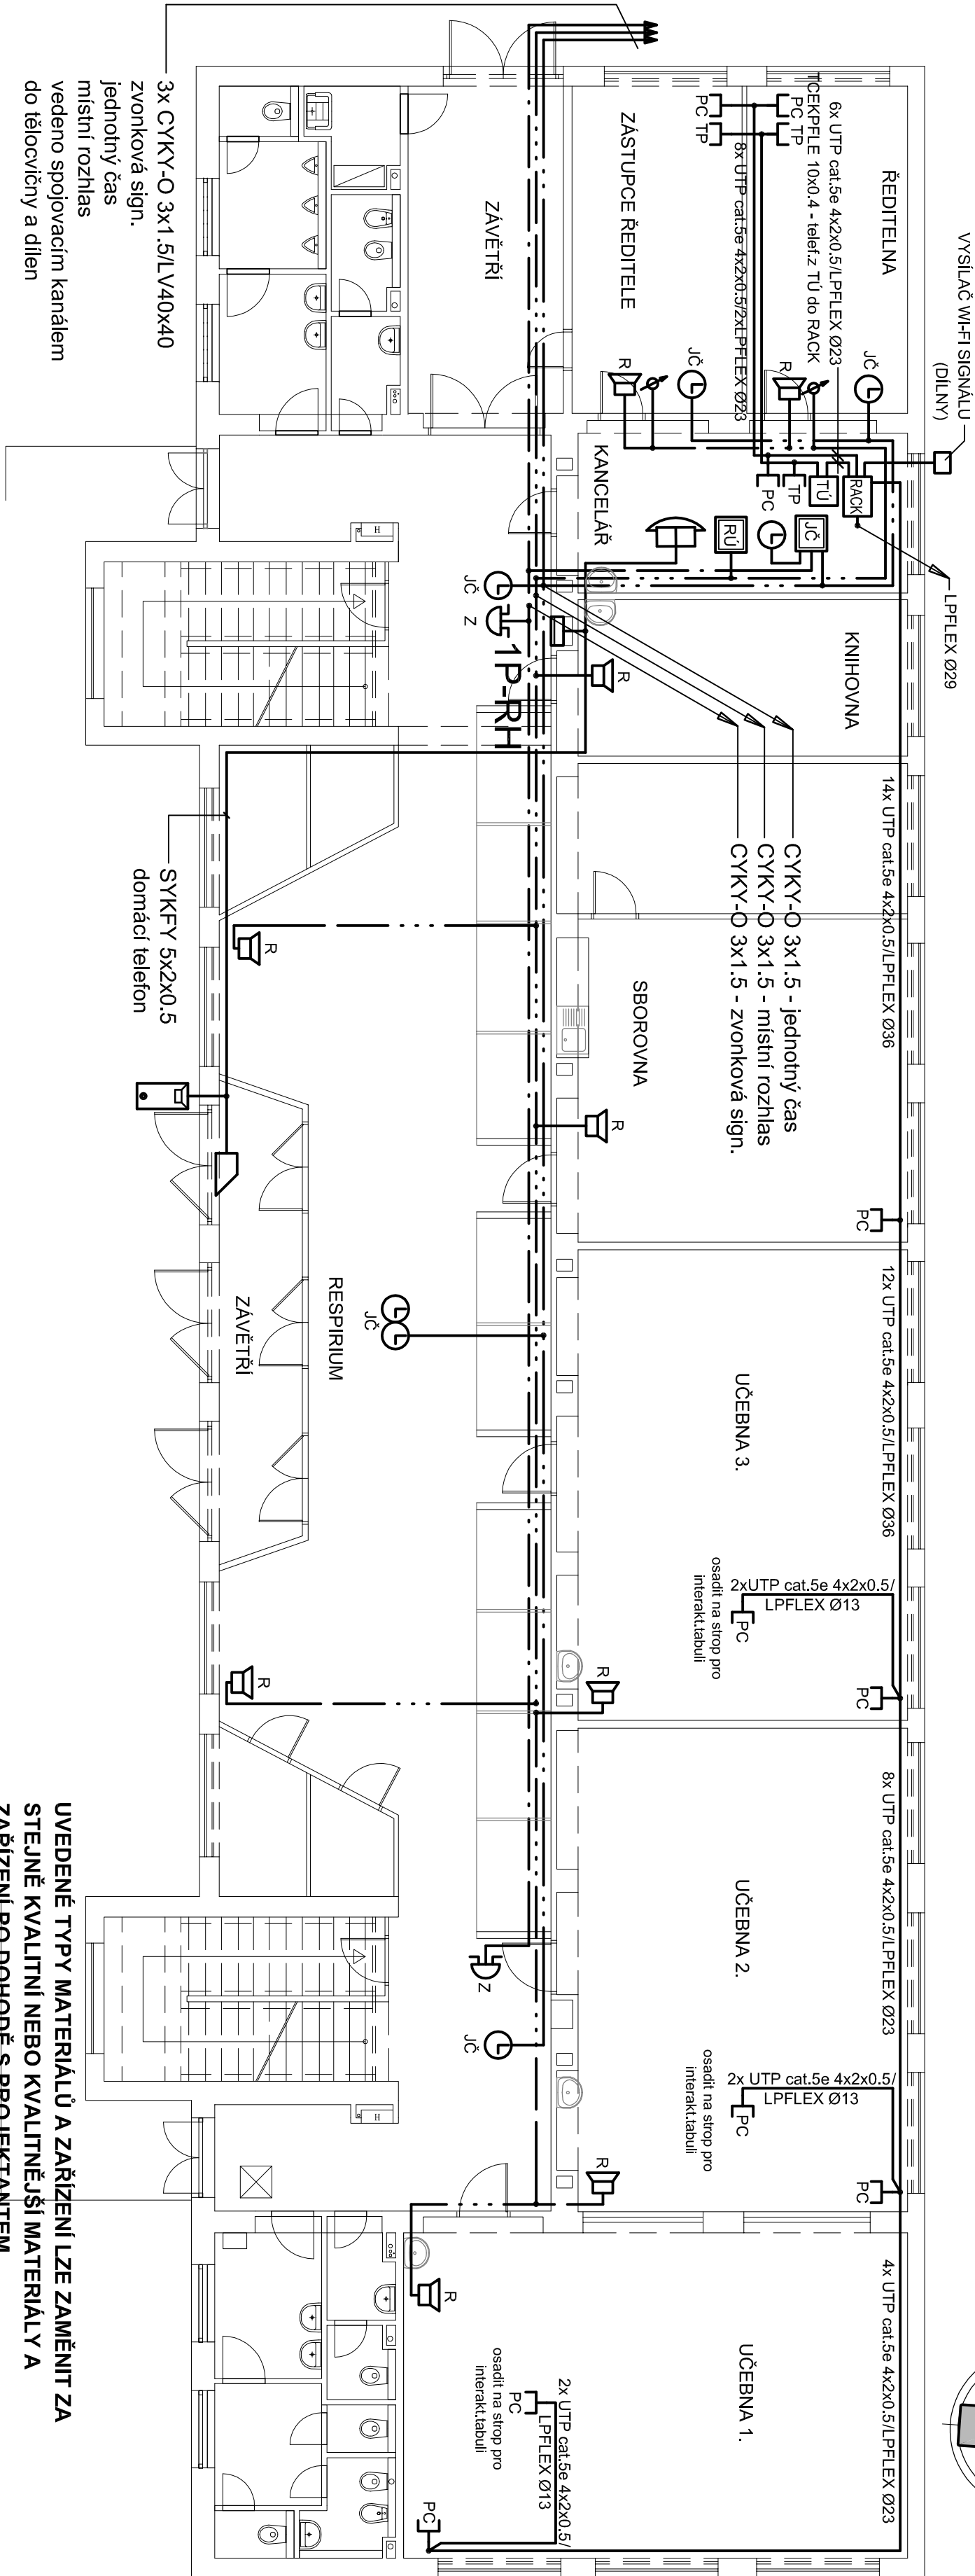 VYSÍLAČ WI-FI SIGNÁLU
(DÍLNY)
LPFLEX Ø29
ŘEDITELNA
6x UTP cat.5e 4x2x0.5/LPFLEX Ø23
TCEKPFLE 10x0.4 - telef.z TÚ do RACK
PC TP
PC TP
8x UTP cat.5e 4x2x0.5/2xLPFLEX Ø23
ZÁSTUPCE ŘEDITELE
JČ
R
JČ
R
RACK
TÚ
TP
PC
JČ
RÚ
KANCELÁŘ
KNIHOVNA
ZÁVĚTŘÍ
3x CYKY-O 3x1.5/LV40x40
zvonková sign.
jednotný čas
místní rozhlas
vedeno spojovacím kanálem
do tělocvičny a dílen
H
JČ
Z
1P-RH
R
14x UTP cat.5e 4x2x0.5/LPFLEX Ø36
CYKY-O 3x1.5 - jednotný čas
CYKY-O 3x1.5 - místní rozhlas
CYKY-O 3x1.5 - zvonková sign.
SBOROVNA
R
R
PC
SYKFY 5x2x0.5
domácí telefon
12x UTP cat.5e 4x2x0.5/LPFLEX Ø36
UČEBNA 3.
2xUTP cat.5e 4x2x0.5/
LPFLEX Ø13
PC
osadit na strop pro
interakt.tabuli
PC
R
R
JČ
RESPIRIUM
ZÁVĚTŘÍ
8x UTP cat.5e 4x2x0.5/LPFLEX Ø23
UČEBNA 2.
2x UTP cat.5e 4x2x0.5/
LPFLEX Ø13
PC
osadit na strop pro
interakt.tabuli
PC
R
Z
JČ
H
4x UTP cat.5e 4x2x0.5/LPFLEX Ø23
UČEBNA 1.
2x UTP cat.5e 4x2x0.5/
LPFLEX Ø13
PC
osadit na strop pro
interakt.tabuli
PC
R
UVEDENÉ TYPY MATERIÁLŮ A ZAŘÍZENÍ LZE ZAMĚNIT ZA
STEJNĚ KVALITNÍ NEBO KVALITNĚJŠÍ MATERIÁLY A
ZAŘÍZENÍ PO DOHODĚ S PROJEKTANTEM